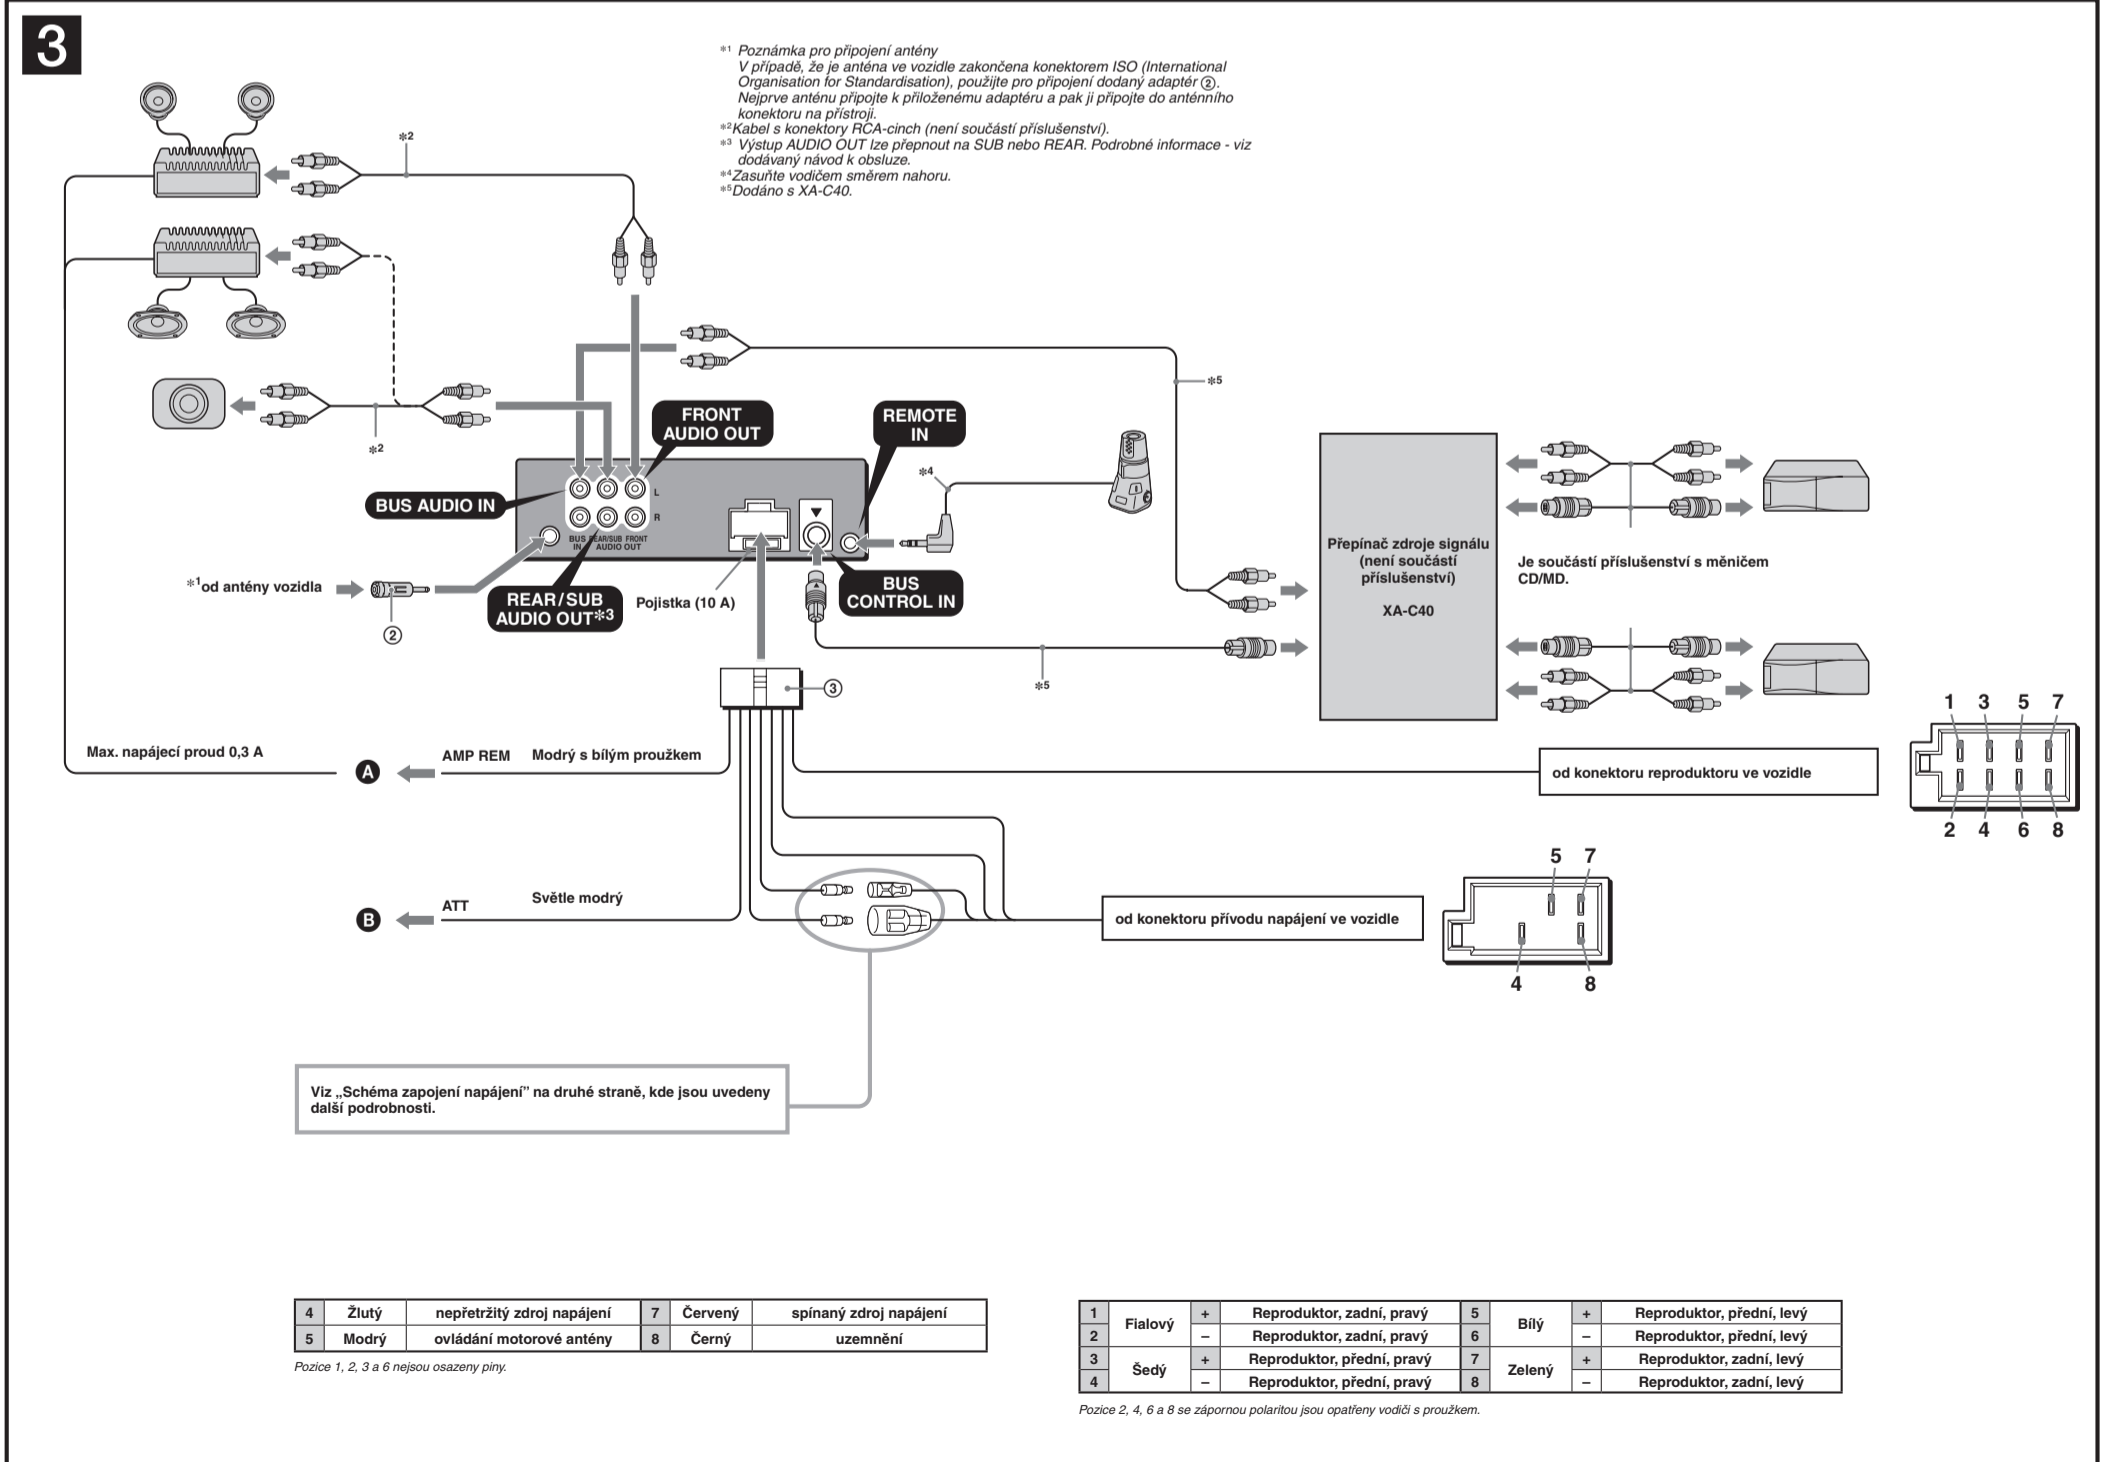 3
*1 Poznámka pro připojení antény
V případě, že je anténa ve vozidle zakončena konektorem ISO (International
Organisation for Standardisation), použijte pro připojení dodaný adaptér ②.
Nejprve anténu připojte k přiloženému adaptéru a pak ji připojte do anténního
konektoru na přístroji.
*2Kabel s konektory RCA-cinch (není součástí příslušenství).
*3 Výstup AUDIO OUT lze přepnout na SUB nebo REAR. Podrobné informace - viz
dodávaný návod k obsluze.
*4Zasuňte vodičem směrem nahoru.
*5Dodáno s XA-C40.
*2
*5
*2
FRONT
AUDIO OUT
REMOTE
IN
*4
BUS AUDIO IN
L
R
BUS REAR/SUB FRONT
IN AUDIO OUT
*1od antény vozidla
②
REAR/SUB
AUDIO OUT*3
Pojistka (10 A)
BUS
CONTROL IN
Přepínač zdroje signálu
(není součástí
příslušenství)
XA-C40
Je součástí příslušenství s měničem
CD/MD.
*5
③
Max. napájecí proud 0,3 A
A
AMP REM
Modrý s bílým proužkem
od konektoru reproduktoru ve vozidle
1 3 5 7
2 4 6 8
B
ATT
Světle modrý
od konektoru přívodu napájení ve vozidle
5 7
4 8
Viz „Schéma zapojení napájení” na druhé straně, kde jsou uvedeny
další podrobnosti.
4 Žlutý nepřetržitý zdroj napájení 7 Červený spínaný zdroj napájení
5 Modrý ovládání motorové antény 8 Černý uzemnění
Pozice 1, 2, 3 a 6 nejsou osazeny piny.
1 Fialový + Reproduktor, zadní, pravý 5 Bílý + Reproduktor, přední, levý
2 – Reproduktor, zadní, pravý 6 – Reproduktor, přední, levý
3 Šedý + Reproduktor, přední, pravý 7 Zelený + Reproduktor, zadní, levý
4 – Reproduktor, přední, pravý 8 – Reproduktor, zadní, levý
Pozice 2, 4, 6 a 8 se zápornou polaritou jsou opatřeny vodiči s proužkem.